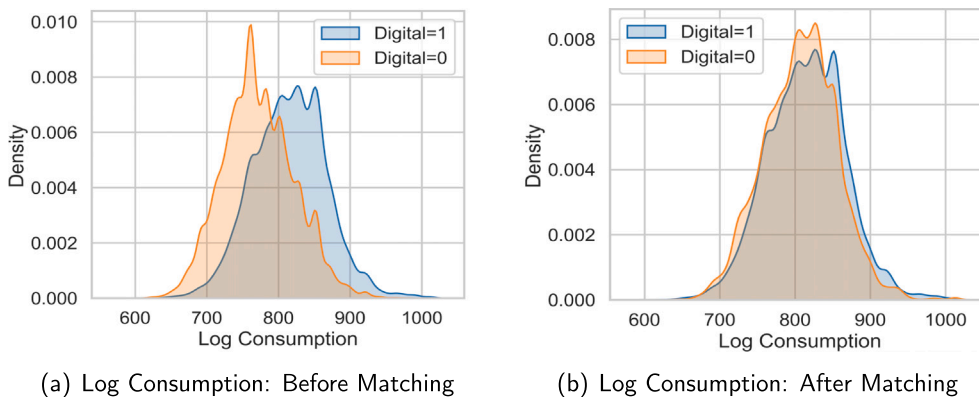 0.010
0.008
0.006
0.004
0.002
0.000
Density
Digital=1
Digital=0
600 700 800 900 1000
Log Consumption
(a) Log Consumption: Before Matching
0.008
0.006
0.004
0.002
0.000
Density
Digital=1
Digital=0
600 700 800 900 1000
Log Consumption
(b) Log Consumption: After Matching